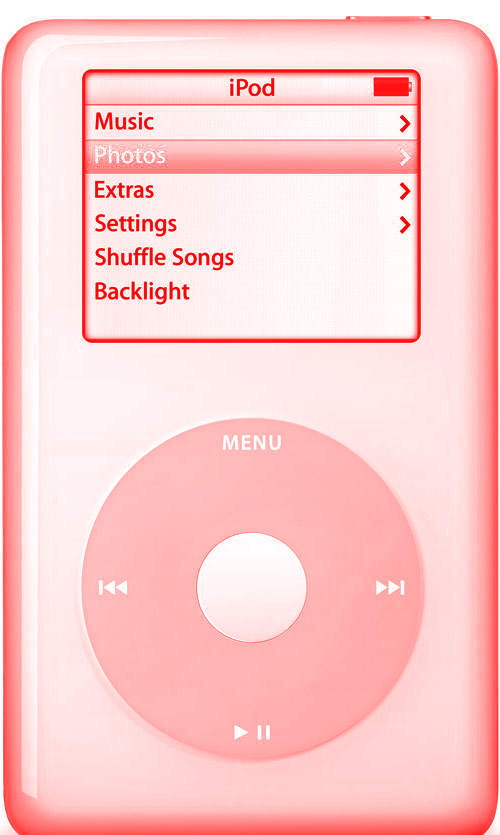 iPod
Music
Photos
Extras
Settings
Shuffle Songs
Backlight
MENU